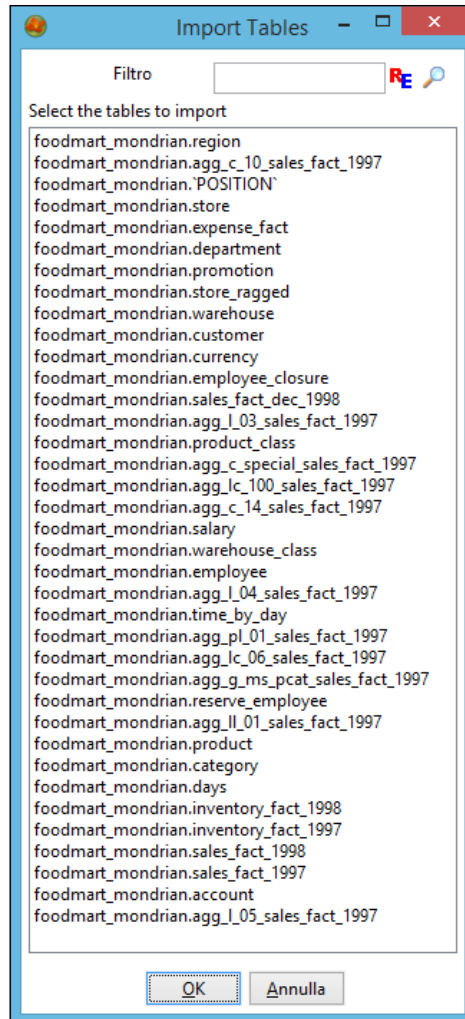 Import Tables
Filtro
RE
Select the tables to import
foodmart_mondrian.region
foodmart_mondrian.agg_c_10_sales_fact_1997
foodmart_mondrian.`POSITION`
foodmart_mondrian.store
foodmart_mondrian.expense_fact
foodmart_mondrian.department
foodmart_mondrian.promotion
foodmart_mondrian.store_ragged
foodmart_mondrian.warehouse
foodmart_mondrian.customer
foodmart_mondrian.currency
foodmart_mondrian.employee_closure
foodmart_mondrian.sales_fact_dec_1998
foodmart_mondrian.agg_l_03_sales_fact_1997
foodmart_mondrian.product_class
foodmart_mondrian.agg_c_special_sales_fact_1997
foodmart_mondrian.agg_lc_100_sales_fact_1997
foodmart_mondrian.agg_c_14_sales_fact_1997
foodmart_mondrian.salary
foodmart_mondrian.warehouse_class
foodmart_mondrian.employee
foodmart_mondrian.agg_l_04_sales_fact_1997
foodmart_mondrian.time_by_day
foodmart_mondrian.agg_pl_01_sales_fact_1997
foodmart_mondrian.agg_lc_06_sales_fact_1997
foodmart_mondrian.agg_g_ms_pcat_sales_fact_1997
foodmart_mondrian.reserve_employee
foodmart_mondrian.agg_ll_01_sales_fact_1997
foodmart_mondrian.product
foodmart_mondrian.category
foodmart_mondrian.days
foodmart_mondrian.inventory_fact_1998
foodmart_mondrian.inventory_fact_1997
foodmart_mondrian.sales_fact_1998
foodmart_mondrian.sales_fact_1997
foodmart_mondrian.account
foodmart_mondrian.agg_l_05_sales_fact_1997
OK Annulla